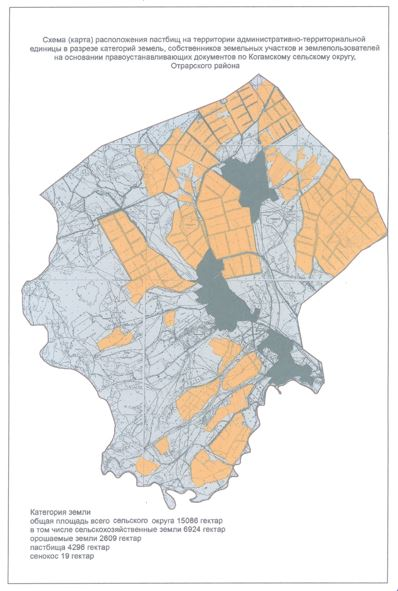 Схема (карта) расположения пастбищ на территории административно-территориальной
единицы в разрезе категорий земель, собственников земельных участков и землепользователей
на основании правоустанавливающих документов по Когамскому сельскому округу,
Отрарского района
Категория земли
общая площадь всего сельского округа 15086 гектар
в том числе сельскохозяйственные земли 6924 гектар
орошаемые земли 2609 гектар
пастбища 4296 гектар
сенокос 19 гектар